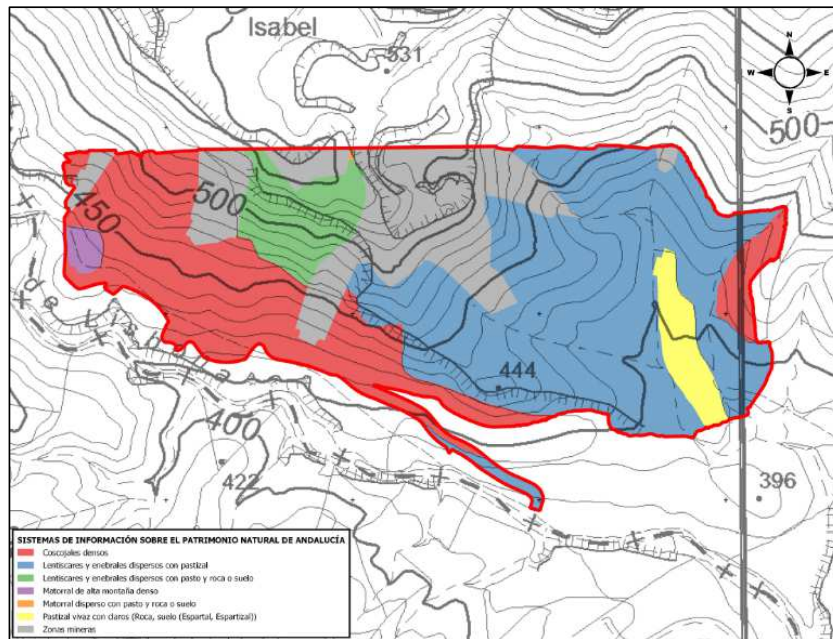 Isabel
531
N
W
E
S
500
450
500
de
444
400
422
396
SISTEMAS DE INFORMACIÓN SOBRE EL PATRIMONIO NATURAL DE ANDALUCÍA
Coscojales densos
Lentiscares y enebrales dispersos con pastizal
Lentiscares y enebrales dispersos con pasto y roca o suelo
Matorral de alta montaña denso
Matorral disperso con pasto y roca o suelo
Pastizal vivaz con claros (Roca, suelo (Espartal, Espartizal))
Zonas mineras